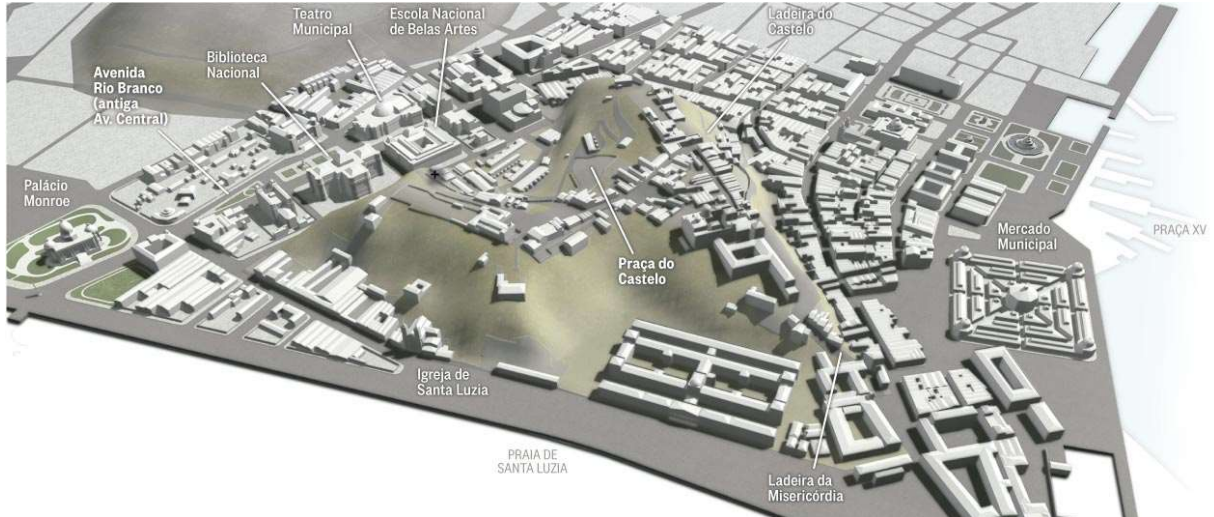 Teatro
Municipal
Escola Nacional
de Belas Artes
Ladeira do
Castelo
Biblioteca
Nacional
Avenida
Rio Branco
(antiga
Av. Central)
Palácio
Monroe
Mercado
Municipal
PRAÇA XV
Praça do
Castelo
Igreja de
Santa Luzia
PRAIA DE
SANTA LUZIA
Ladeira da
Misericórdia